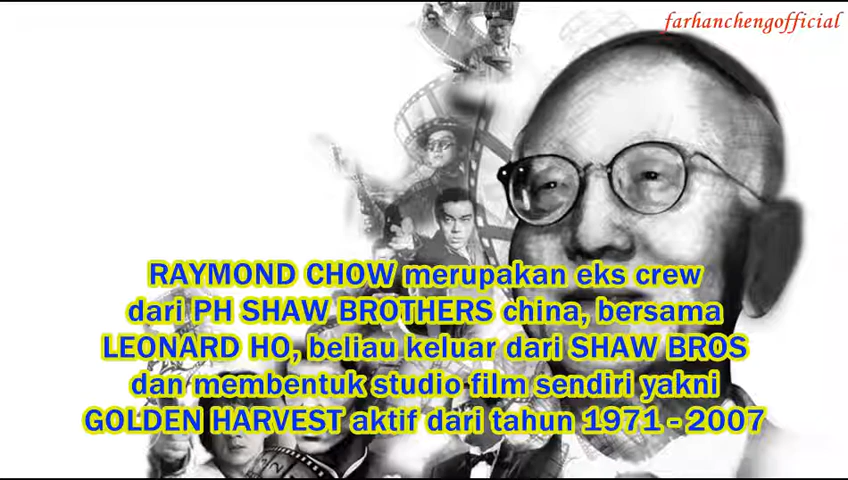 farhanchengofficial
RAYMOND CHOW merupakan eks crew
dari PH SHAW BROTHERS china, bersama
LEONARD HO, beliau keluar dari SHAW BROS
dan membentuk studio film sendiri yakni
GOLDEN HARVEST aktif dari tahun 1971 - 2007